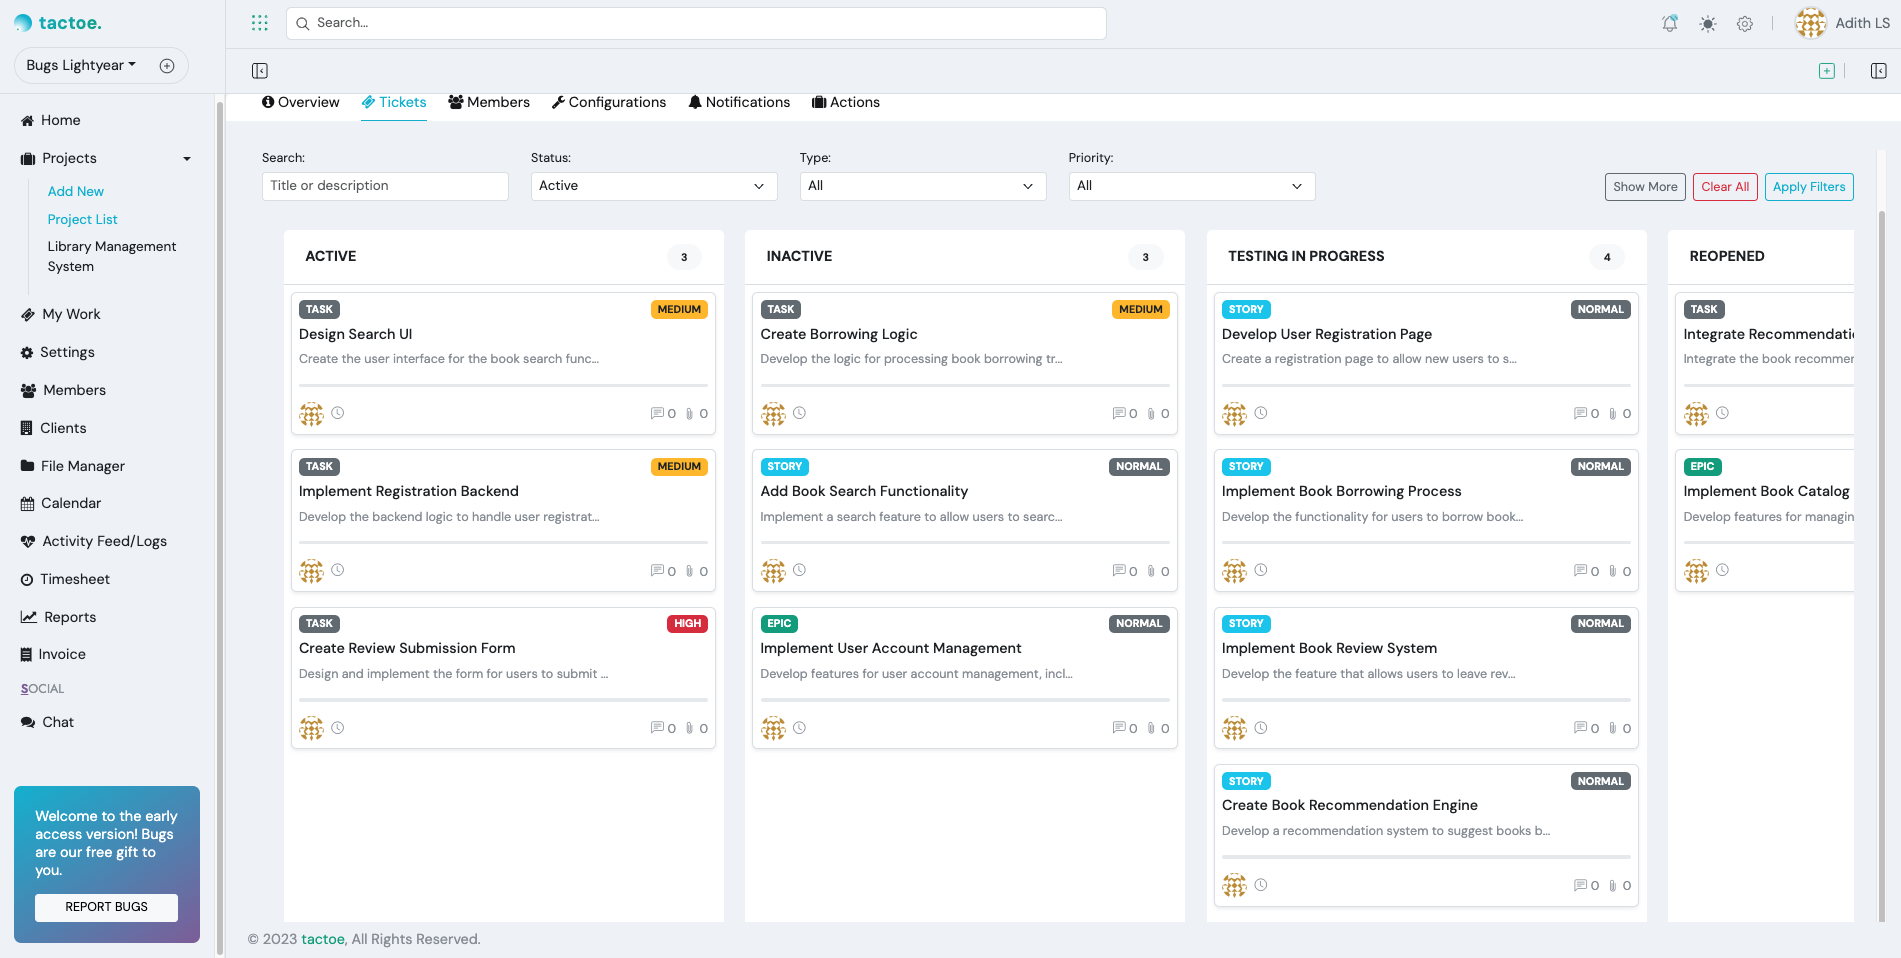 tactoe.
Search...
Adith LS
Bugs Lightyear
Overview
Tickets
Members
Configurations
Notifications
Actions
Home
Projects
Add New
Project List
Library Management
System
My Work
Settings
Members
Clients
File Manager
Calendar
Activity Feed/Logs
Timesheet
Reports
Invoice
SOCIAL
Chat
Welcome to the early
access version! Bugs
are our free gift to
you.
REPORT BUGS
Search:
Title or description
Status:
Active
Type:
All
Priority:
All
Show More
Clear All
Apply Filters
ACTIVE
3
TASK
MEDIUM
Design Search UI
Create the user interface for the book search func...
0
0
TASK
MEDIUM
Implement Registration Backend
Develop the backend logic to handle user registrat...
0
0
TASK
HIGH
Create Review Submission Form
Design and implement the form for users to submit ...
0
0
INACTIVE
3
TASK
MEDIUM
Create Borrowing Logic
Develop the logic for processing book borrowing tr...
0
0
STORY
NORMAL
Add Book Search Functionality
Implement a search feature to allow users to searc...
0
0
EPIC
NORMAL
Implement User Account Management
Develop features for user account management, incl...
0
0
TESTING IN PROGRESS
4
STORY
NORMAL
Develop User Registration Page
Create a registration page to allow new users to s...
0
0
STORY
NORMAL
Implement Book Borrowing Process
Develop the functionality for users to borrow book...
0
0
STORY
NORMAL
Implement Book Review System
Develop the feature that allows users to leave rev...
0
0
STORY
NORMAL
Create Book Recommendation Engine
Develop a recommendation system to suggest books b...
0
0
REOPENED
TASK
Integrate Recommendati
Integrate the book recommer
EPIC
Implement Book Catalog
Develop features for managin
© 2023 tactoe, All Rights Reserved.